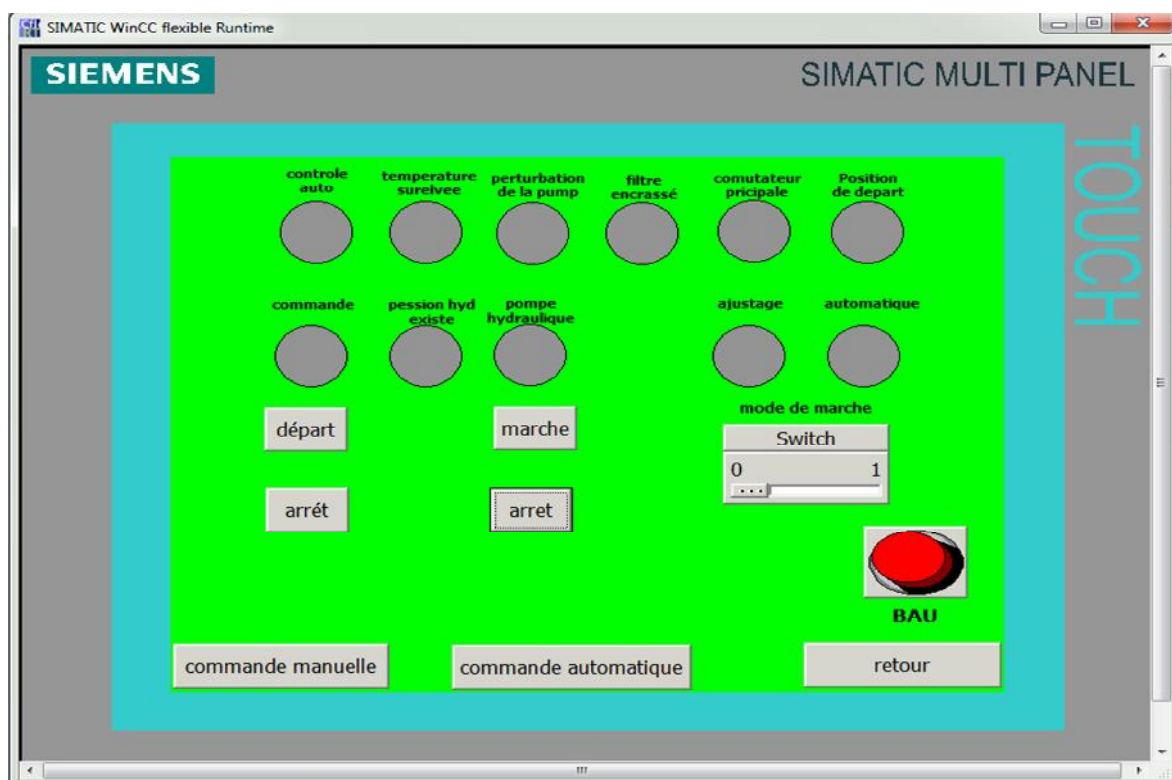 SIMATIC WinCC flexible Runtime
SIEMENS
SIMATIC MULTI PANEL
TOUCH
controle
auto
temperature
surelvee
perturbation
de la pump
filtre
encrassé
comutateur
pricipale
Position
de depart
commande
pession hyd
existe
pompe
hydraulique
ajustage
automatique
départ
marche
mode de marche
Switch
0 1
arrét
arret
BAU
commande manuelle
commande automatique
retour